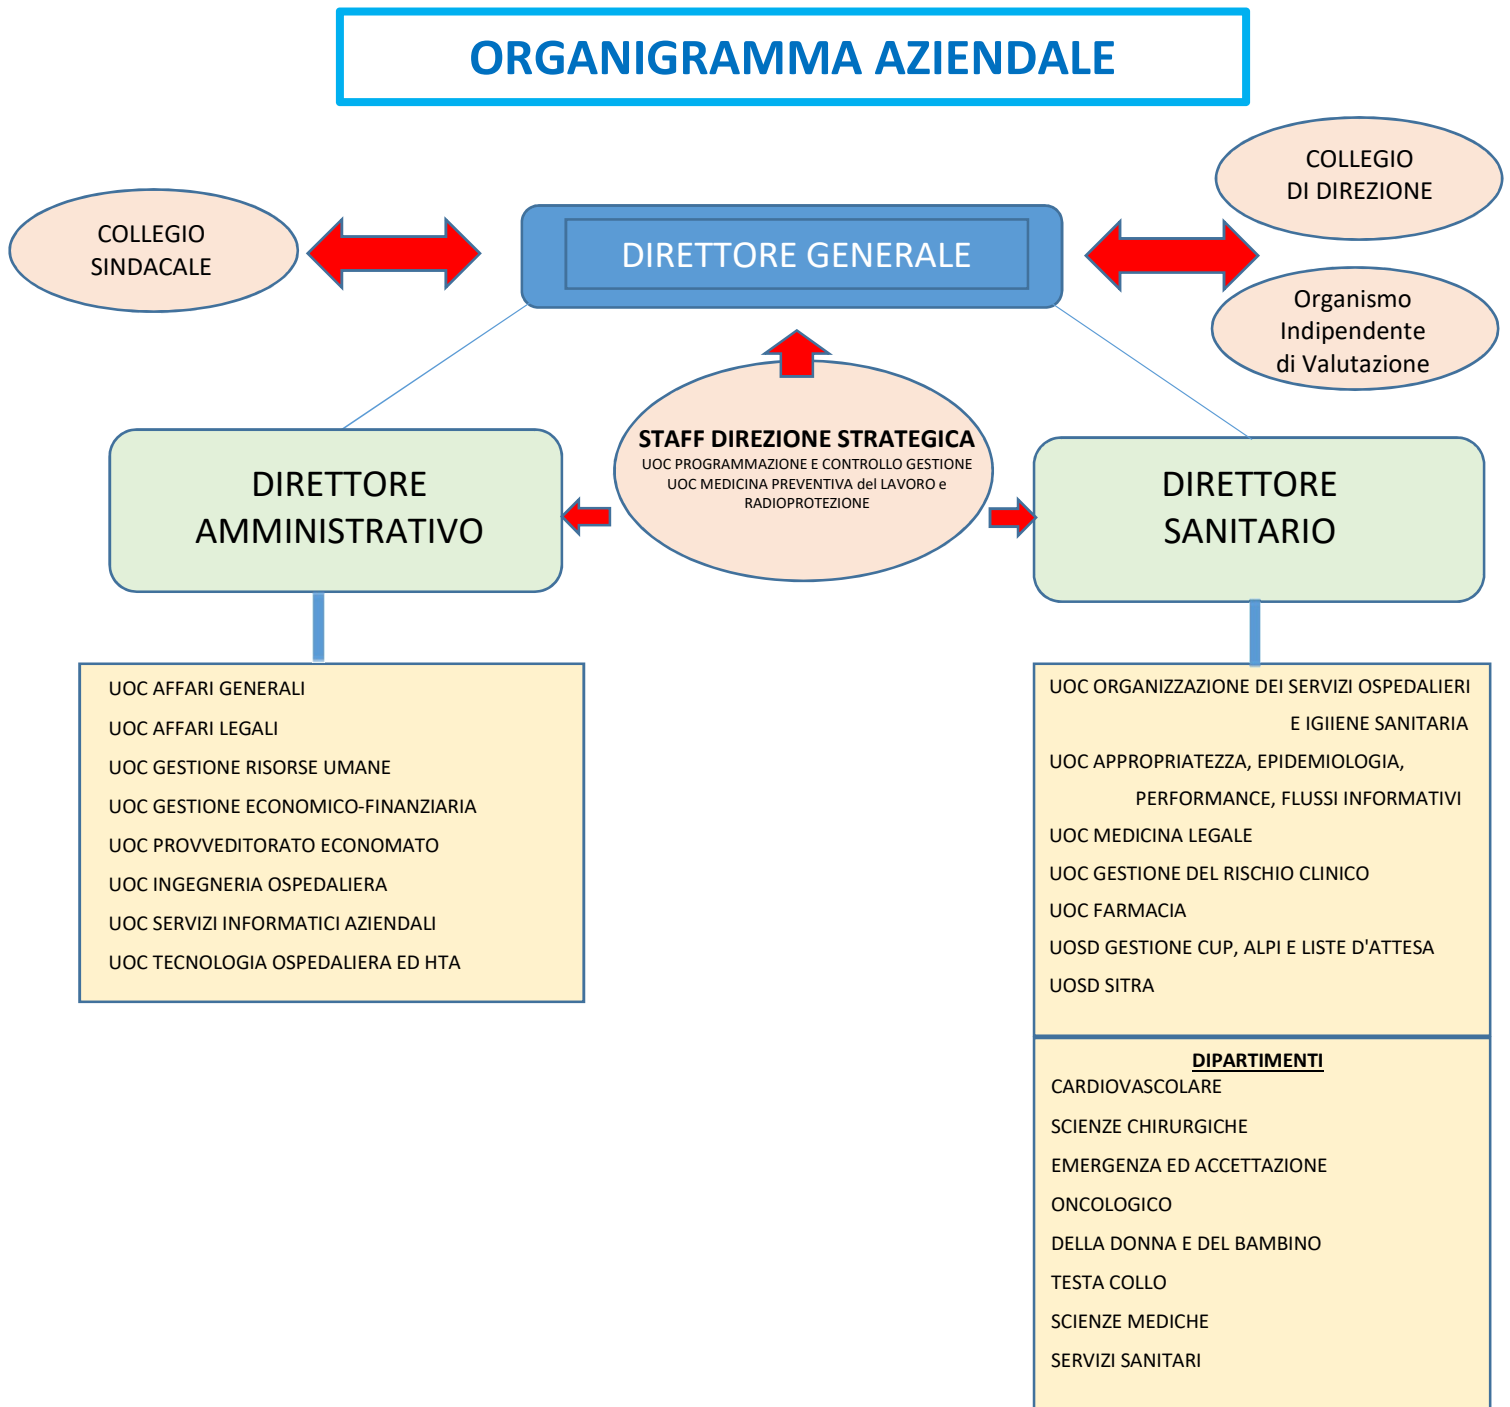 ORGANIGRAMMA AZIENDALE
COLLEGIO
DI DIREZIONE
COLLEGIO
SINDACALE
DIRETTORE GENERALE
Organismo
Indipendente
di Valutazione
STAFF DIREZIONE STRATEGICA
UOC PROGRAMMAZIONE E CONTROLLO GESTIONE
UOC MEDICINA PREVENTIVA del LAVORO e
RADIOPROTEZIONE
DIRETTORE
AMMINISTRATIVO
DIRETTORE
SANITARIO
UOC AFFARI GENERALI
UOC AFFARI LEGALI
UOC GESTIONE RISORSE UMANE
UOC GESTIONE ECONOMICO-FINANZIARIA
UOC PROVVEDITORATO ECONOMATO
UOC INGEGNERIA OSPEDALIERA
UOC SERVIZI INFORMATICI AZIENDALI
UOC TECNOLOGIA OSPEDALIERA ED HTA
UOC ORGANIZZAZIONE DEI SERVIZI OSPEDALIERI
E IGIIENE SANITARIA
UOC APPROPRIATEZZA, EPIDEMIOLOGIA,
PERFORMANCE, FLUSSI INFORMATIVI
UOC MEDICINA LEGALE
UOC GESTIONE DEL RISCHIO CLINICO
UOC FARMACIA
UOSD GESTIONE CUP, ALPI E LISTE D'ATTESA
UOSD SITRA
DIPARTIMENTI
CARDIOVASCOLARE
SCIENZE CHIRURGICHE
EMERGENZA ED ACCETTAZIONE
ONCOLOGICO
DELLA DONNA E DEL BAMBINO
TESTA COLLO
SCIENZE MEDICHE
SERVIZI SANITARI